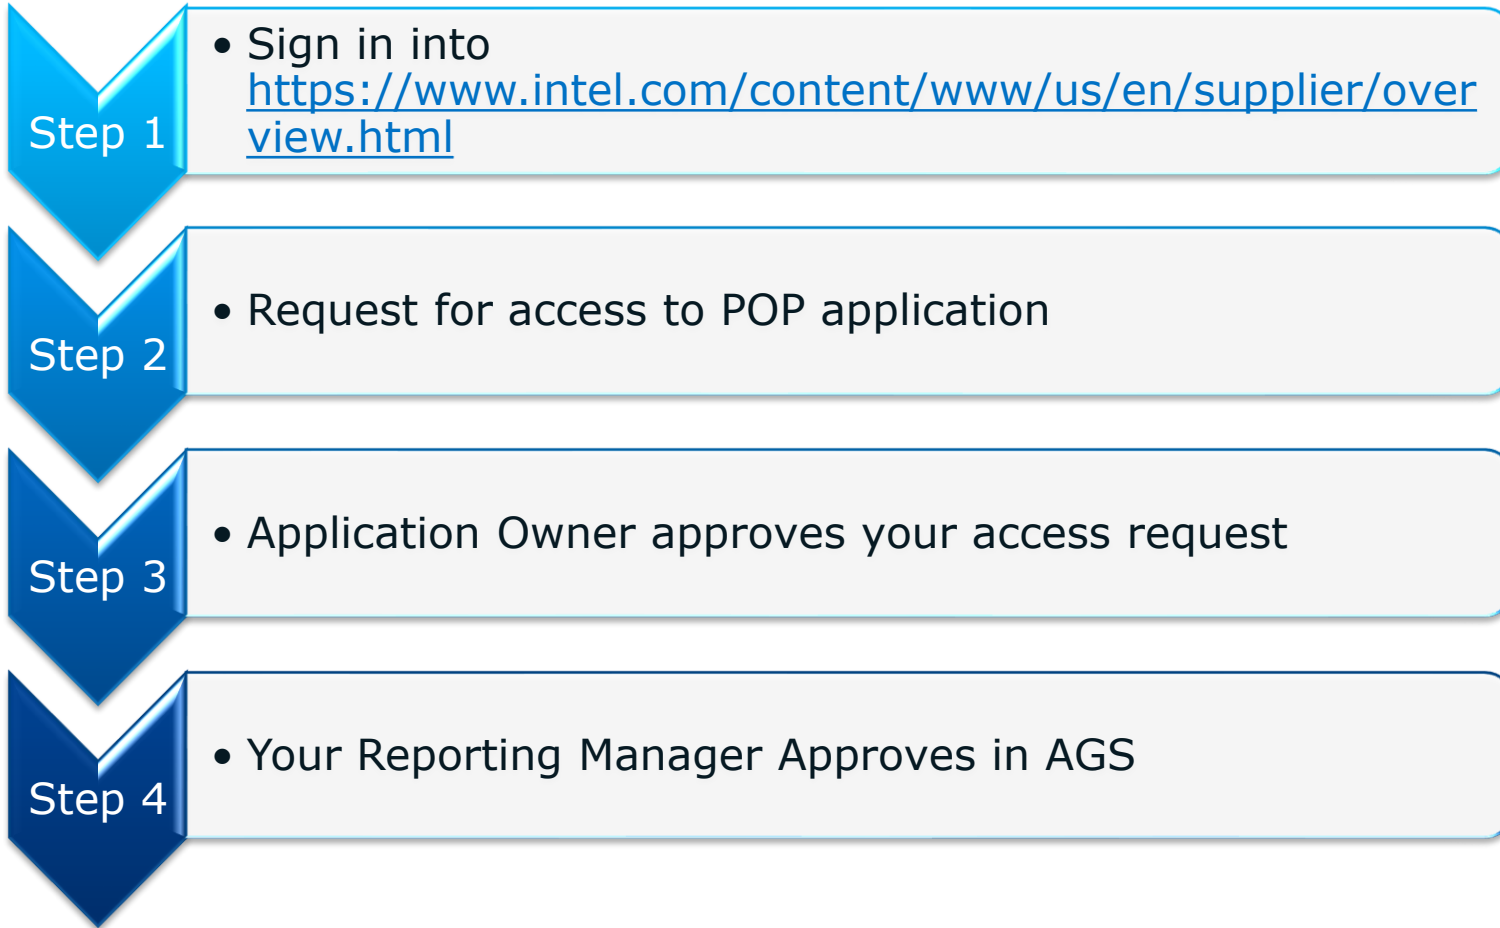 Step 1
• Sign in into
https://www.intel.com/content/www/us/en/supplier/over
view.html
Step 2
• Request for access to POP application
Step 3
• Application Owner approves your access request
Step 4
• Your Reporting Manager Approves in AGS